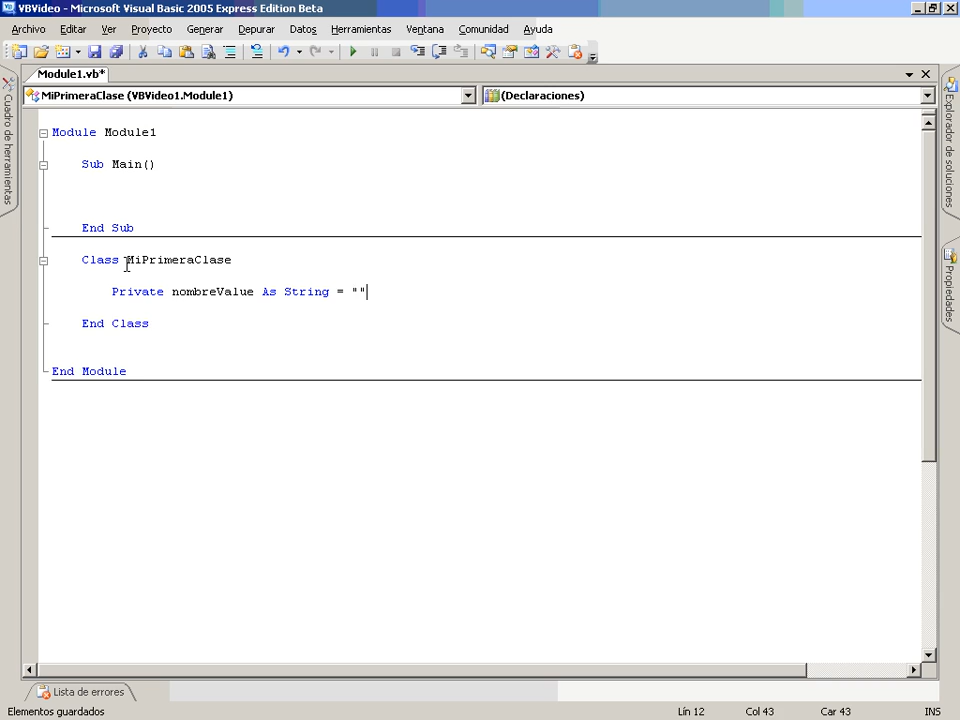 VBVideo - Microsoft Visual Basic 2005 Express Edition Beta
Archivo Editar Ver Proyecto Generar Depurar Datos Herramientas Ventana Comunidad Ayuda
Module1.vb*
MiPrimeraClase (VBVideo1.Module1) (Declaraciones)
Cuadro de herramientas
Module Module1
Sub Main()
End Sub
Class MiPrimeraClase
Private nombreValue As String = ""
End Class
End Module
Explorador de soluciones
Propiedades
Lista de errores
Elementos guardados Lín 12 Col 43 Car 43 INS